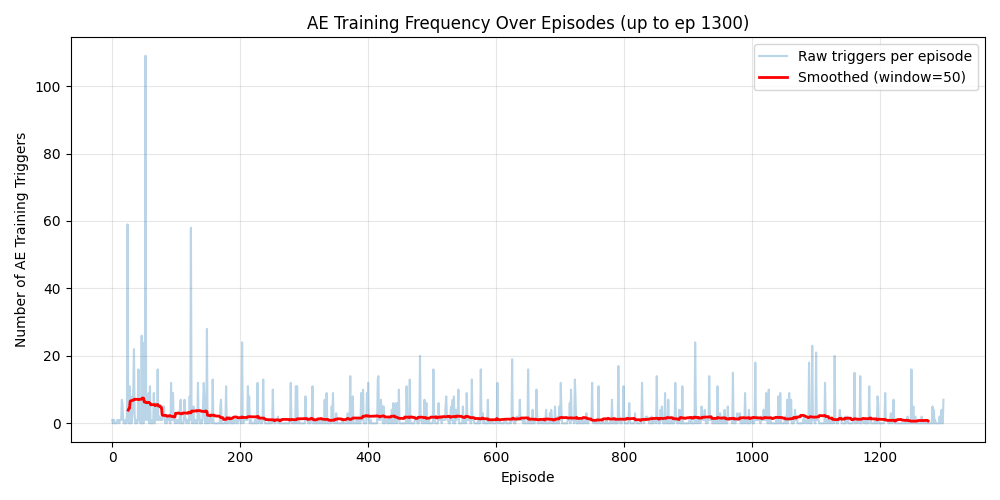 AE Training Frequency Over Episodes (up to ep 1300)
Raw triggers per episode
Smoothed (window=50)
Number of AE Training Triggers
100
80
60
40
20
0
0 200 400 600 800 1000 1200
Episode